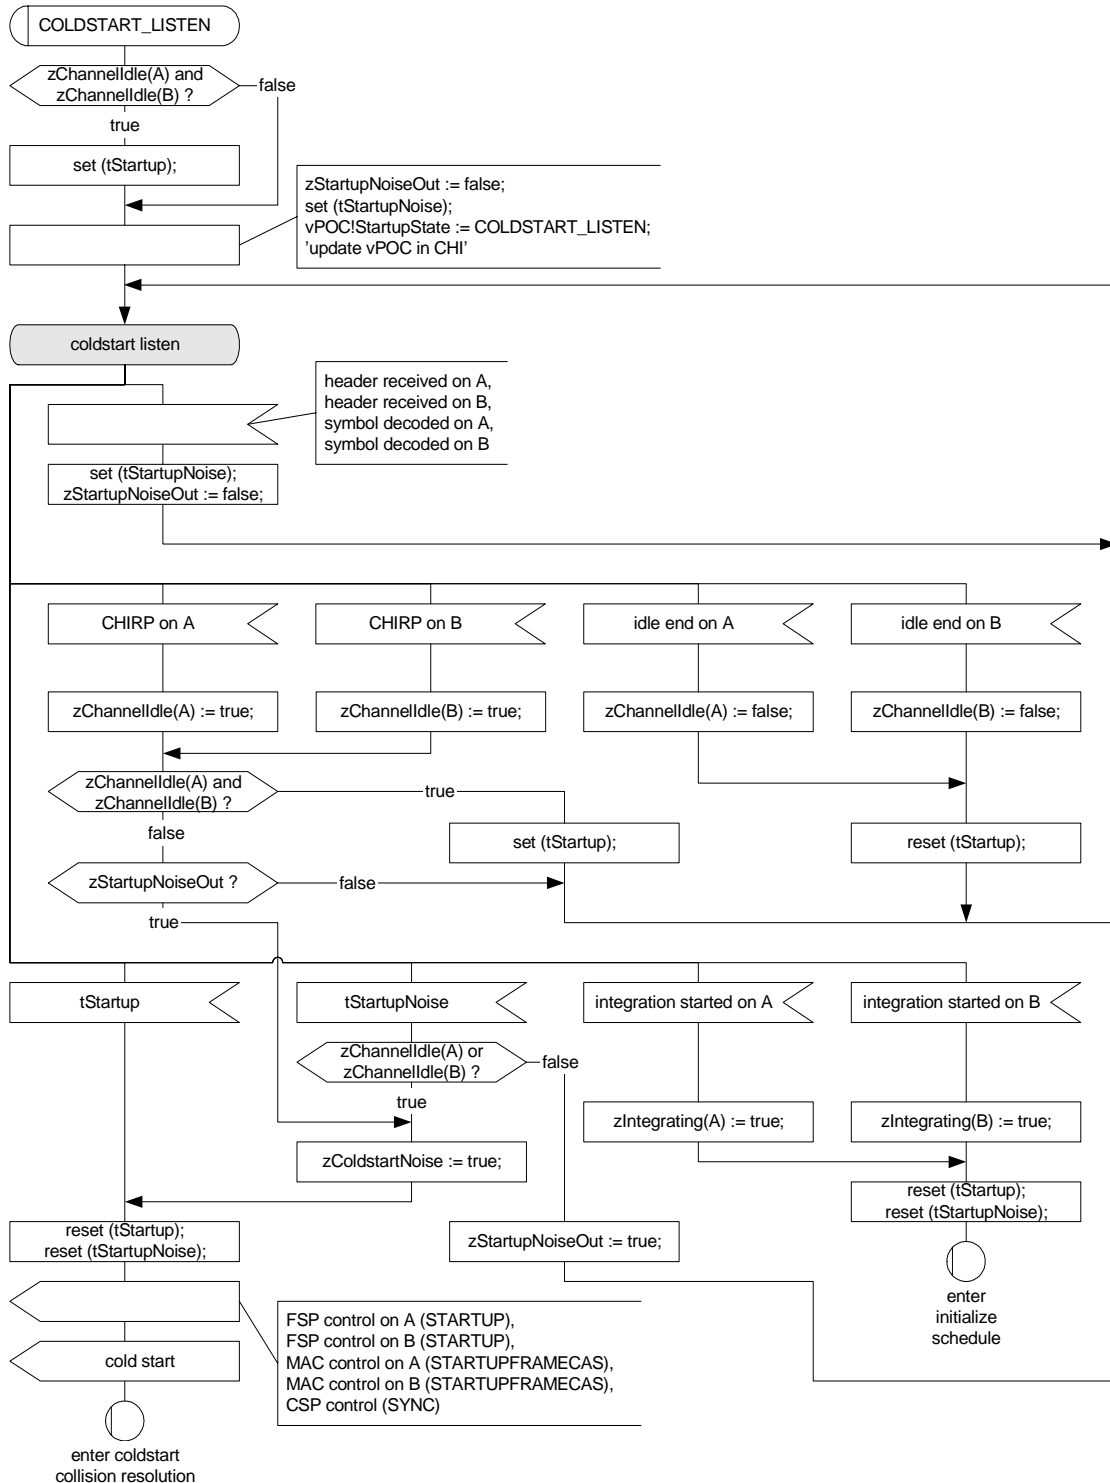 COLDSTART_LISTEN
zChannelIdle(A) and
zChannelIdle(B) ?
false
true
set (tStartup);
zStartupNoiseOut := false;
set (tStartupNoise);
vPOC!StartupState := COLDSTART_LISTEN;
'update vPOC in CHI'
coldstart listen
header received on A,
header received on B,
symbol decoded on A,
symbol decoded on B
set (tStartupNoise);
zStartupNoiseOut := false;
CHIRP on A
CHIRP on B
idle end on A
idle end on B
zChannelIdle(A) := true;
zChannelIdle(B) := true;
zChannelIdle(A) := false;
zChannelIdle(B) := false;
zChannelIdle(A) and
zChannelIdle(B) ?
true
false
set (tStartup);
reset (tStartup);
zStartupNoiseOut ?
false
true
tStartup
tStartupNoise
integration started on A
integration started on B
zChannelIdle(A) or
zChannelIdle(B) ?
false
true
zIntegrating(A) := true;
zIntegrating(B) := true;
zColdstartNoise := true;
reset (tStartup);
reset (tStartupNoise);
reset (tStartup);
reset (tStartupNoise);
zStartupNoiseOut := true;
enter
initialize
schedule
FSP control on A (STARTUP),
FSP control on B (STARTUP),
MAC control on A (STARTUPFRAMECAS),
MAC control on B (STARTUPFRAMECAS),
CSP control (SYNC)
cold start
enter coldstart
collision resolution